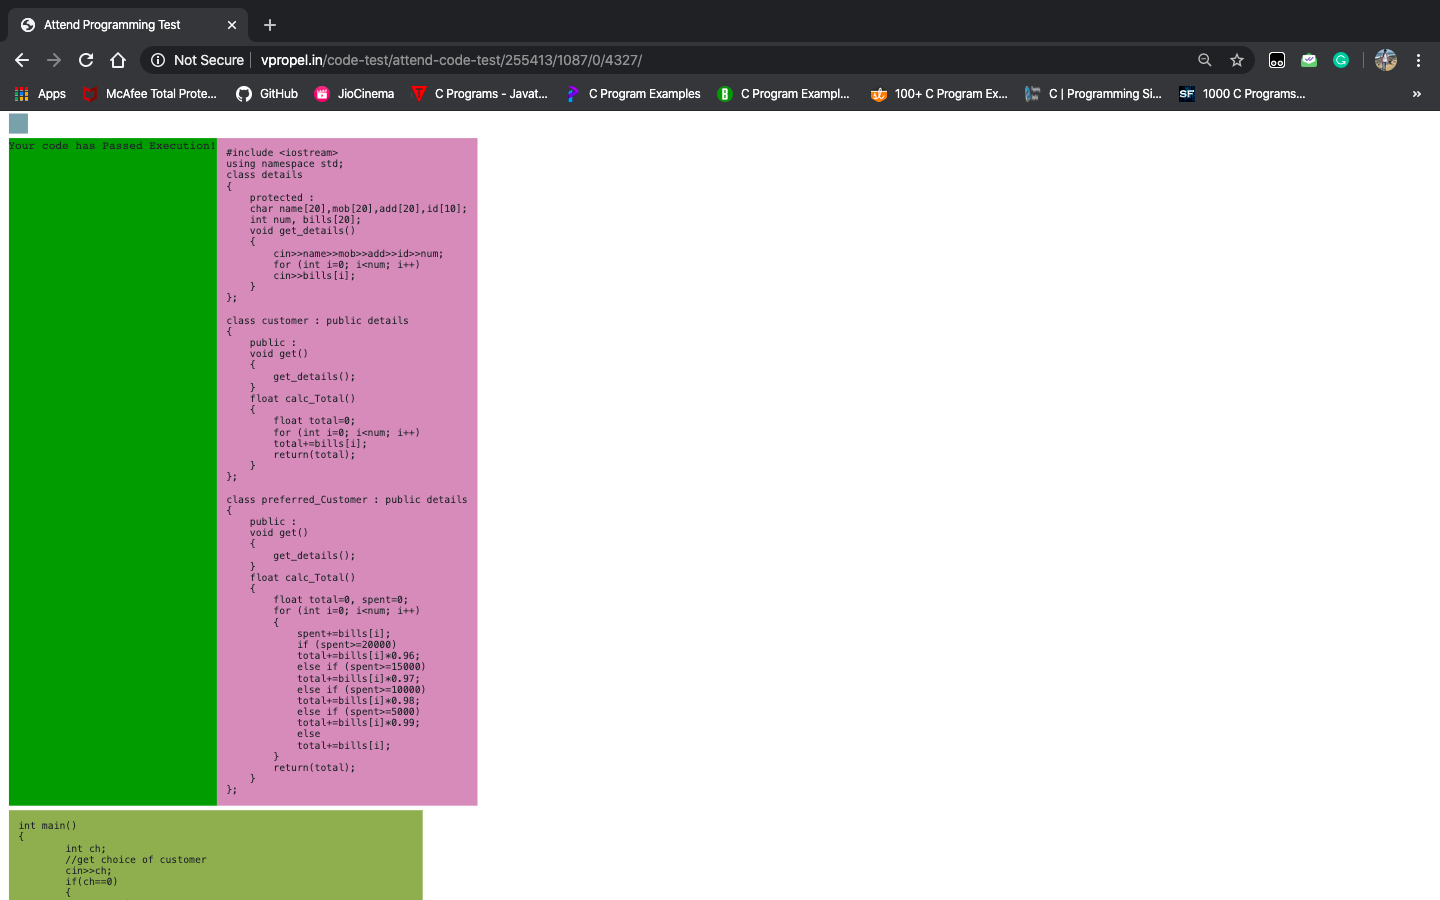 Attend Programming Test
Not Secure
vpropel.in/code-test/attend-code-test/255413/1087/0/4327/
Apps
McAfee Total Prote...
GitHub
JioCinema
C Programs - Javat...
C Program Examples
C Program Exampl...
100+ C Program Ex...
C | Programming Si...
SF
1000 C Programs...
»
Your code has Passed Execution!
#include <iostream>
using namespace std;
class details
{
    protected :
    char name[20],mob[20],add[20],id[10];
    int num, bills[20];
    void get_details()
    {
        cin>>name>>mob>>add>>id>>num;
        for (int i=0; i<num; i++)
        cin>>bills[i];
    }
};
class customer : public details
{
    public :
    void get()
    {
        get_details();
    }
    float calc_Total()
    {
        float total=0;
        for (int i=0; i<num; i++)
        total+=bills[i];
        return(total);
    }
};
class preferred_Customer : public details
{
    public :
    void get()
    {
        get_details();
    }
    float calc_Total()
    {
        float total=0, spent=0;
        for (int i=0; i<num; i++)
        {
            spent+=bills[i];
            if (spent>=20000)
            total+=bills[i]*0.96;
            else if (spent>=15000)
            total+=bills[i]*0.97;
            else if (spent>=10000)
            total+=bills[i]*0.98;
            else if (spent>=5000)
            total+=bills[i]*0.99;
            else
            total+=bills[i];
        }
        return(total);
    }
};
int main()
{
        int ch;
        //get choice of customer
        cin>>ch;
        if(ch==0)
        {